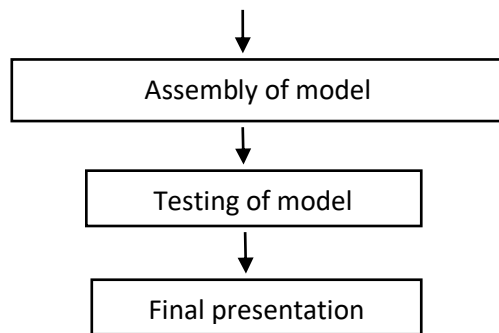 Assembly of model
Testing of model
Final presentation